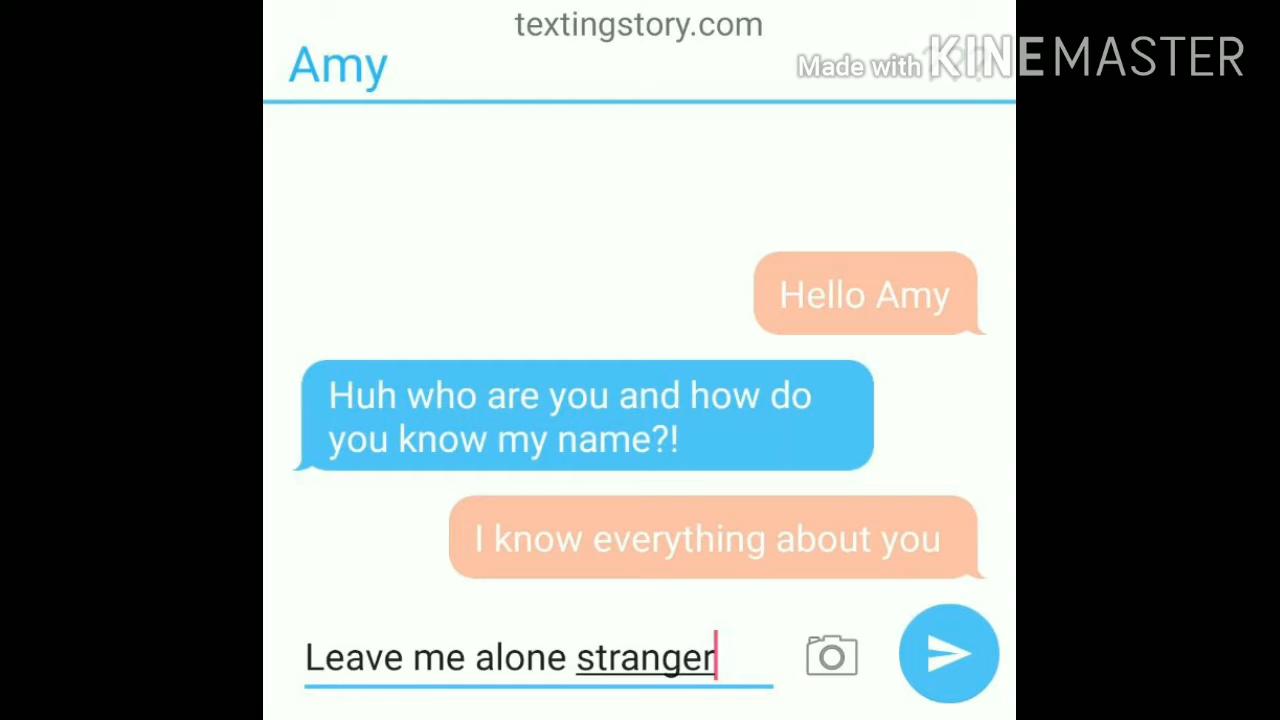 textingstory.com
Amy
Made with KINEMASTER
Hello Amy
Huh who are you and how do
you know my name?!
I know everything about you
Leave me alone stranger